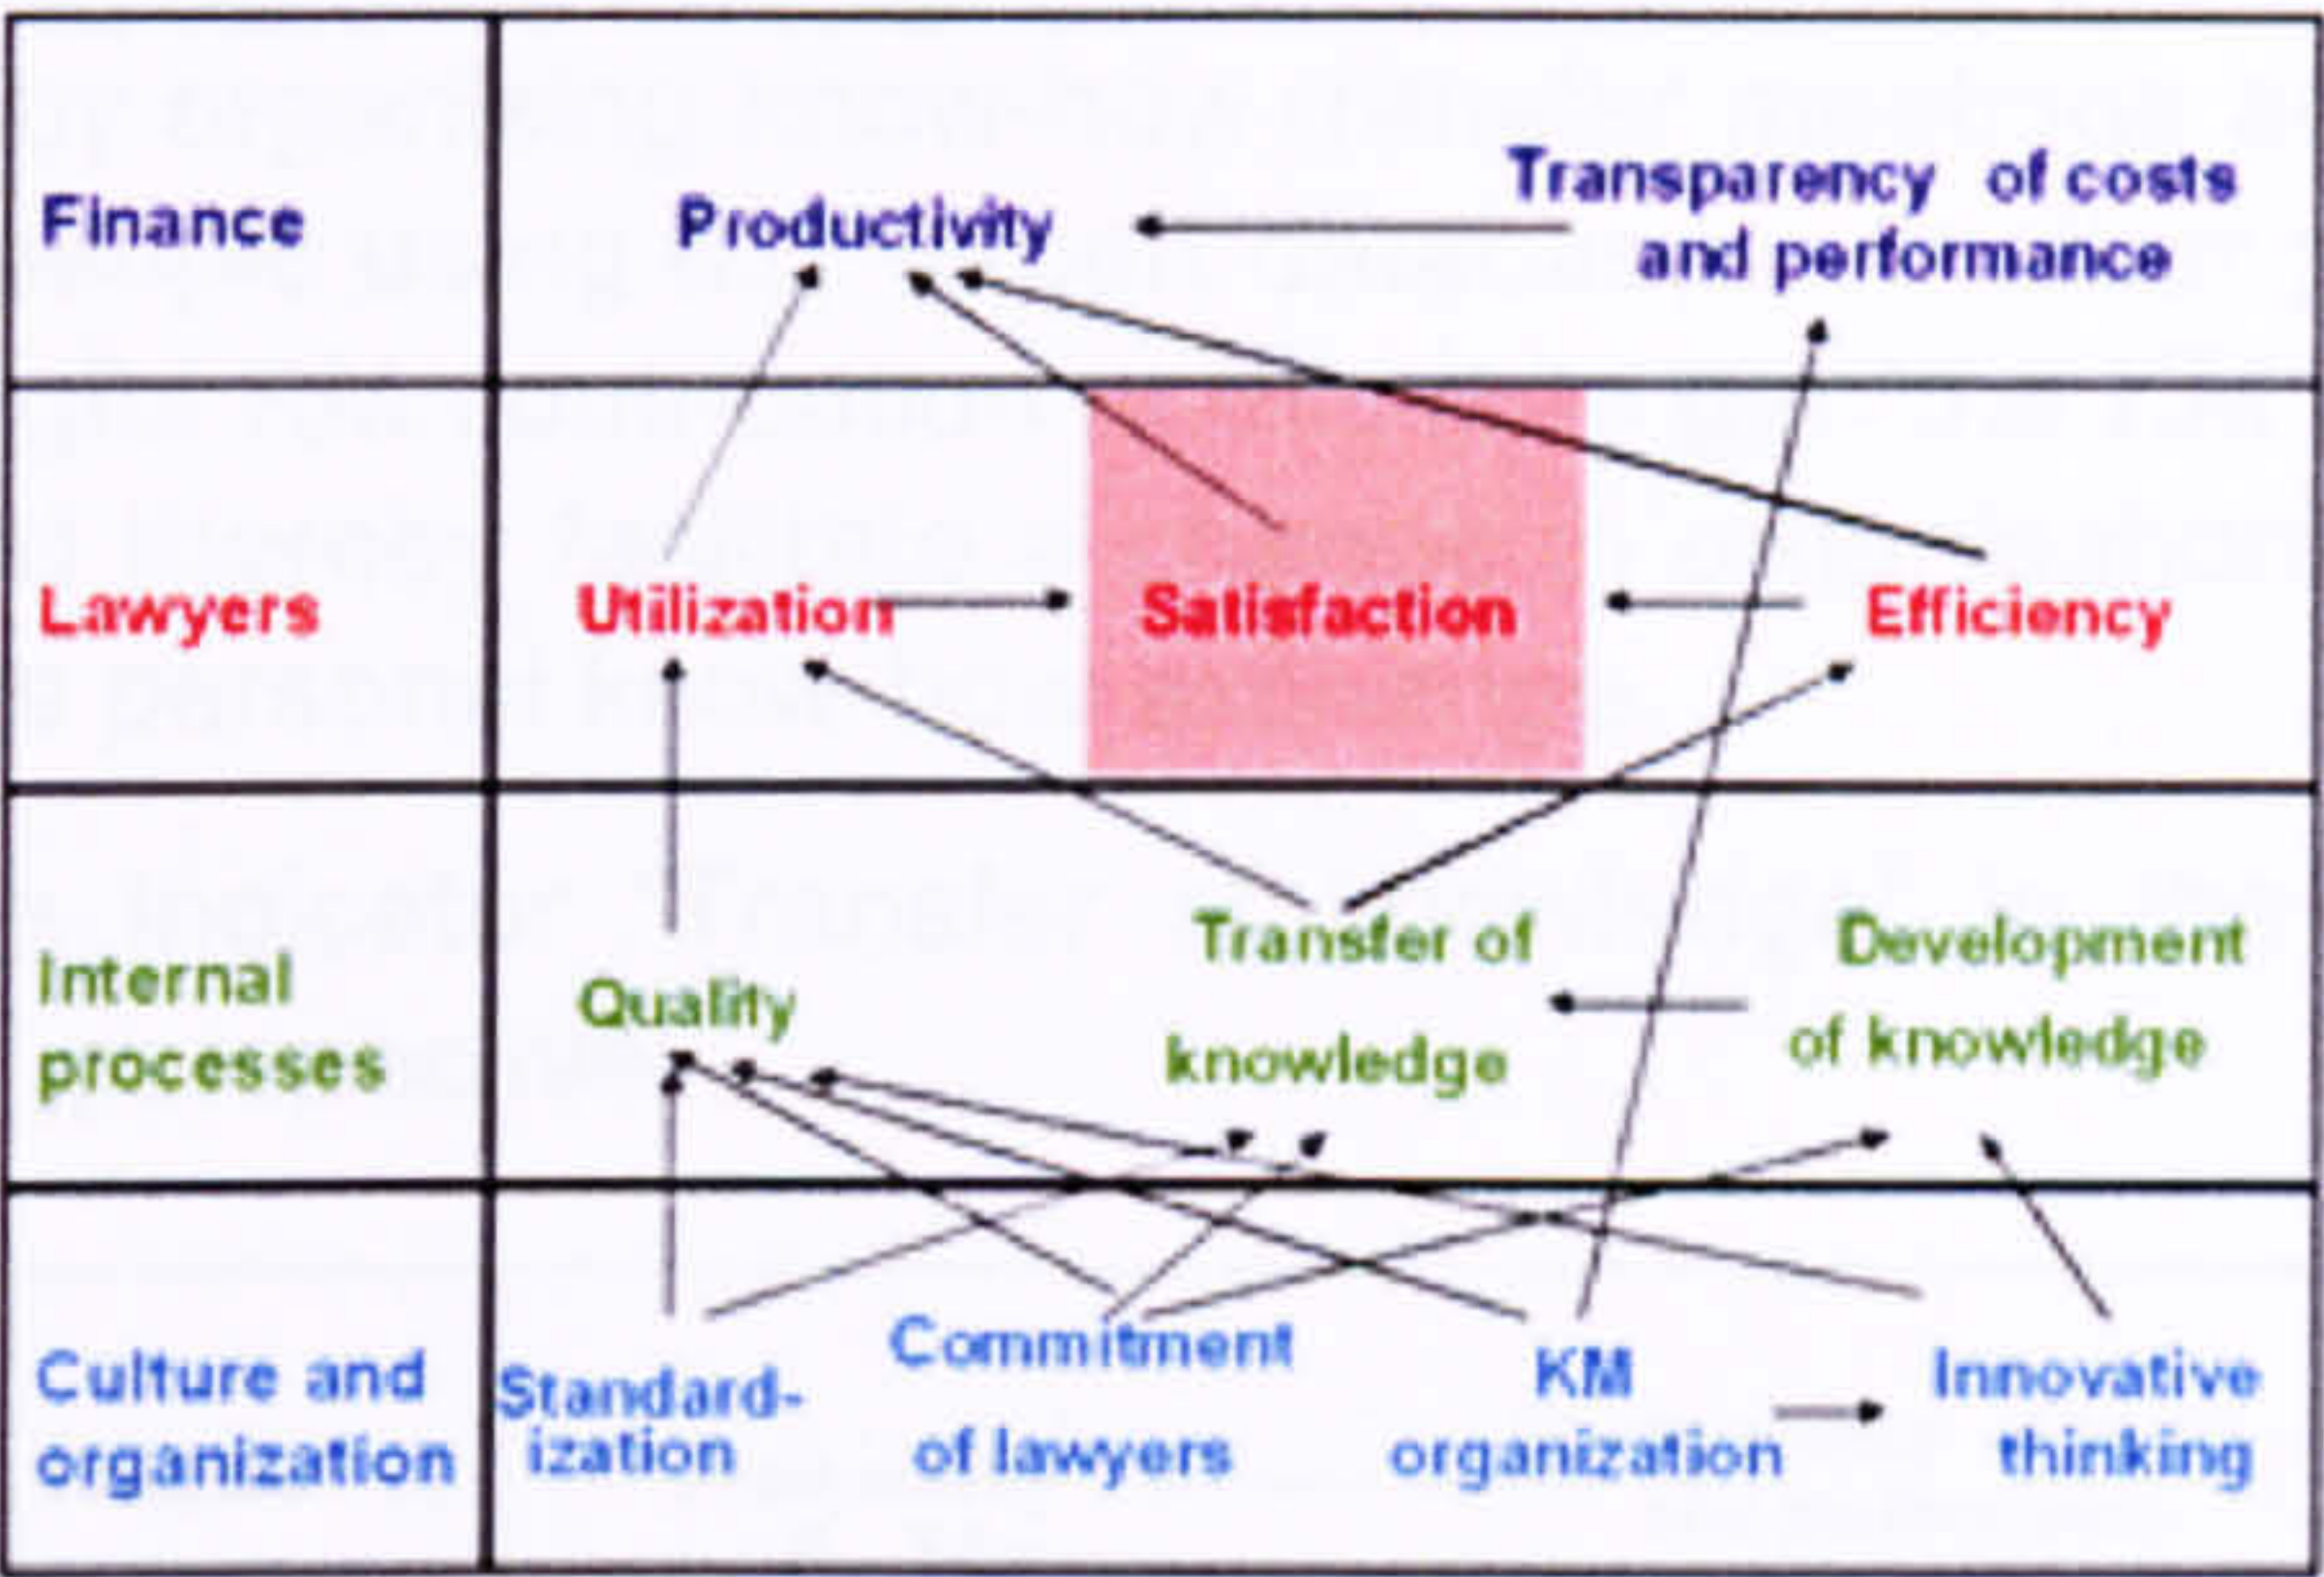 Finance
Productivity
Transparency of costs
and performance
Lawyers
Utilization
Satisfaction
Efficiency
Internal
processes
Quality
Transfer of
knowledge
Development
of knowledge
Culture and
organization
Standard-
ization
Commitment
of lawyers
KM
organization
Innovative
thinking